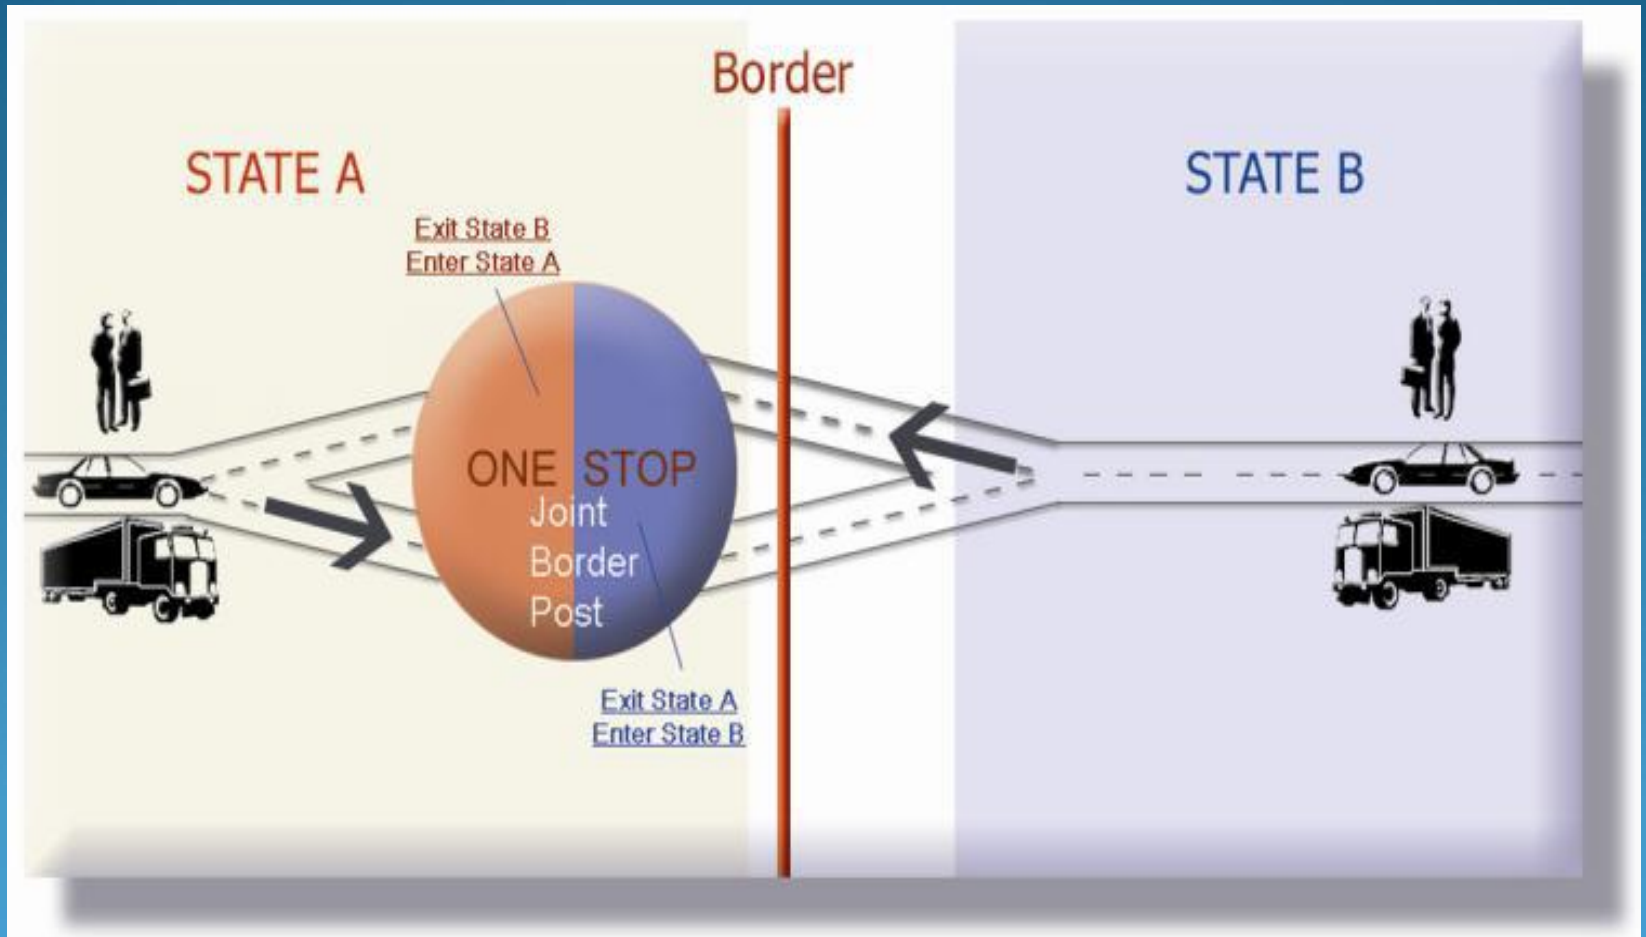 Border
STATE A
STATE B
Exit State B
Enter State A
ONE STOP
Joint
Border
Post
Exit State A
Enter State B